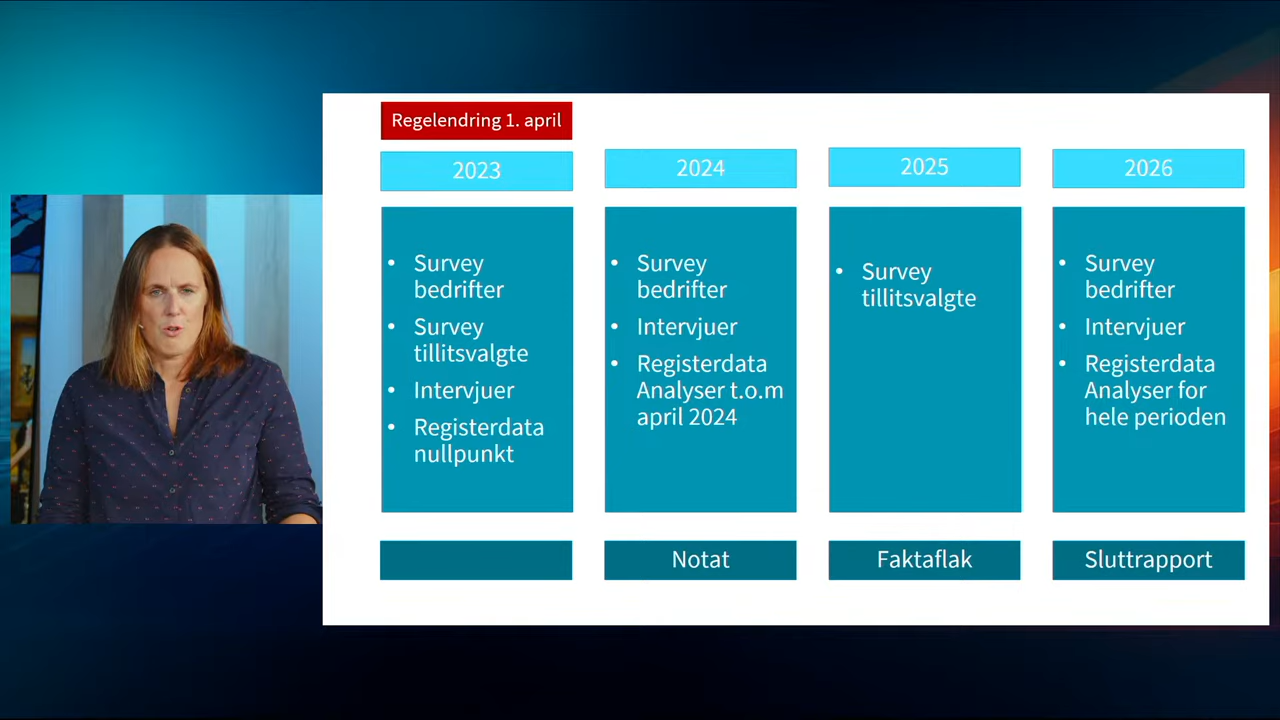 Regelendring 1. april
2023
Survey
bedrifter
Survey
tillitsvalgte
Intervjuer
Registerdata
nullpunkt
2024
Survey
bedrifter
Intervjuer
Registerdata
Analyser t.o.m
april 2024
Notat
2025
Survey
tillitsvalgte
Faktaflak
2026
Survey
bedrifter
Intervjuer
Registerdata
Analyser for
hele perioden
Sluttrapport